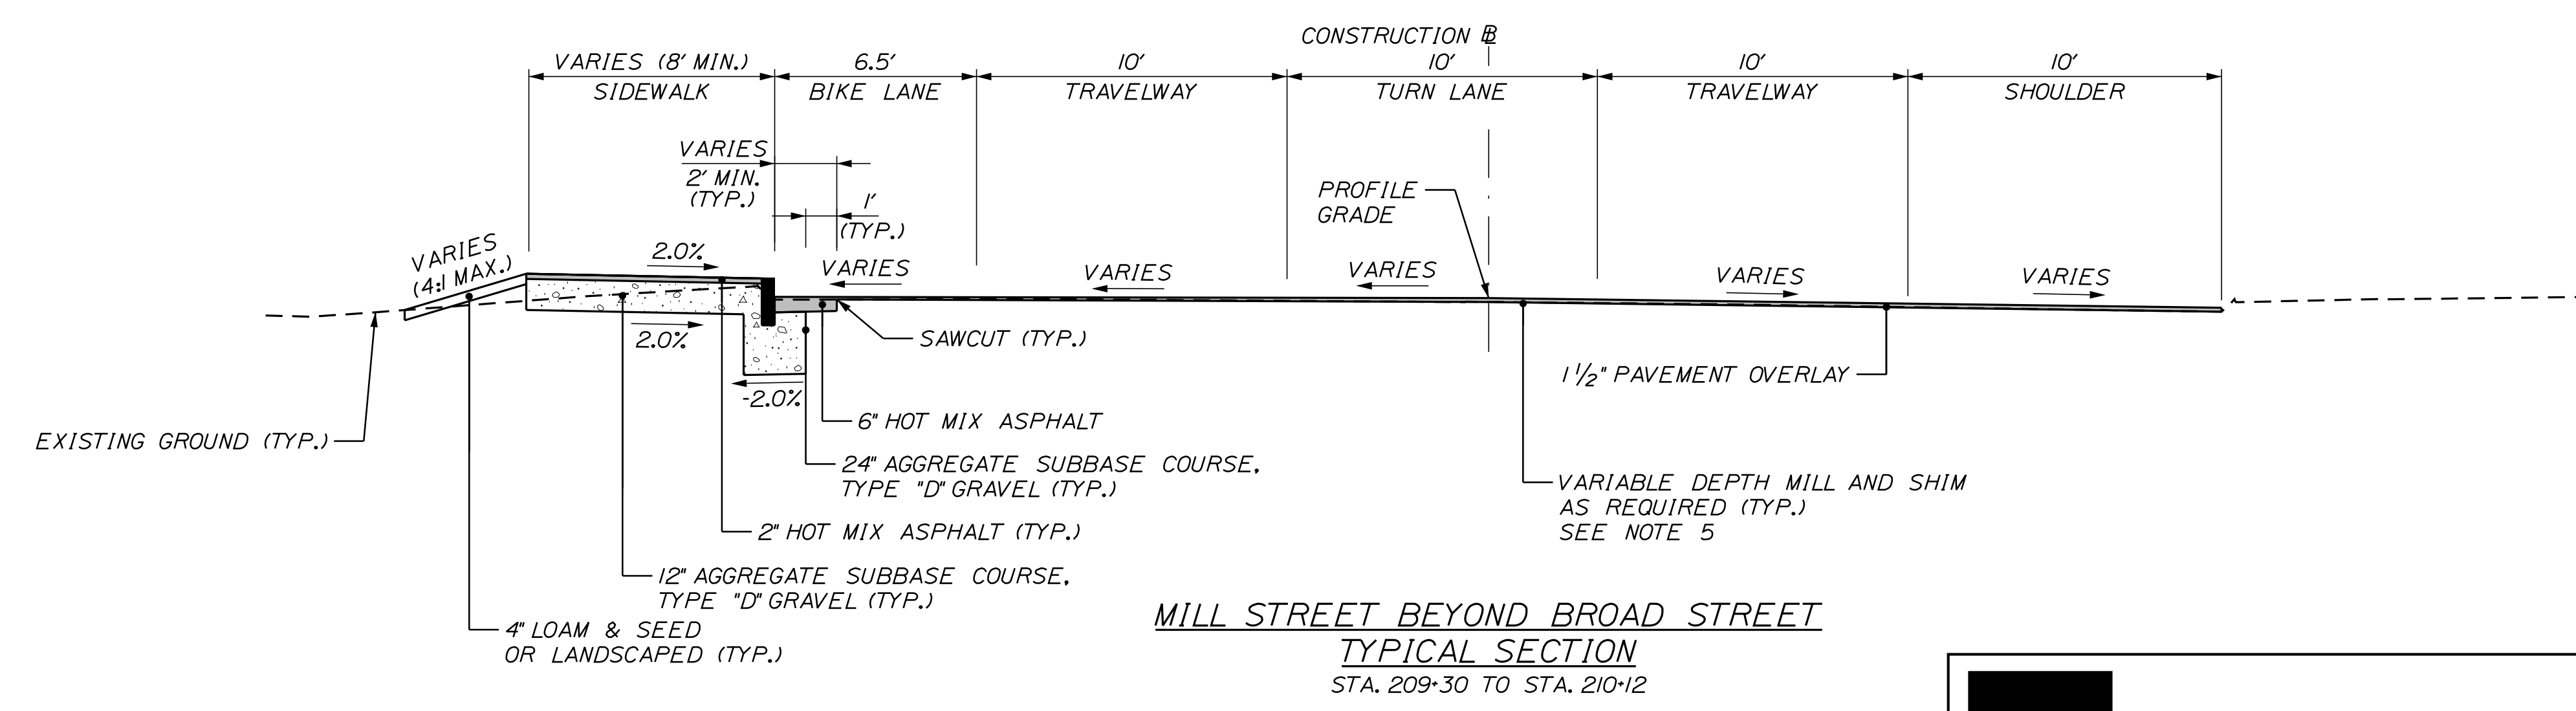 CONSTRUCTION B
VARIES (8' MIN.)
6.5'
10'
10'
10'
10'
SIDEWALK
BIKE LANE
TRAVELWAY
TURN LANE
TRAVELWAY
SHOULDER
VARIES
2' MIN.
(TYP.)
1'
(TYP.)
PROFILE
GRADE
VARIES
(4:1 MAX.)
2.0%
VARIES
VARIES
VARIES
VARIES
VARIES
2.0%
SAWCUT (TYP.)
-2.0%
1 1/2" PAVEMENT OVERLAY
EXISTING GROUND (TYP.)
6" HOT MIX ASPHALT
24" AGGREGATE SUBBASE COURSE,
TYPE "D" GRAVEL (TYP.)
VARIABLE DEPTH MILL AND SHIM
AS REQUIRED (TYP.)
SEE NOTE 5
2" HOT MIX ASPHALT (TYP.)
12" AGGREGATE SUBBASE COURSE,
TYPE "D" GRAVEL (TYP.)
4" LOAM & SEED
OR LANDSCAPED (TYP.)
MILL STREET BEYOND BROAD STREET
TYPICAL SECTION
STA. 209+30 TO STA. 210+12